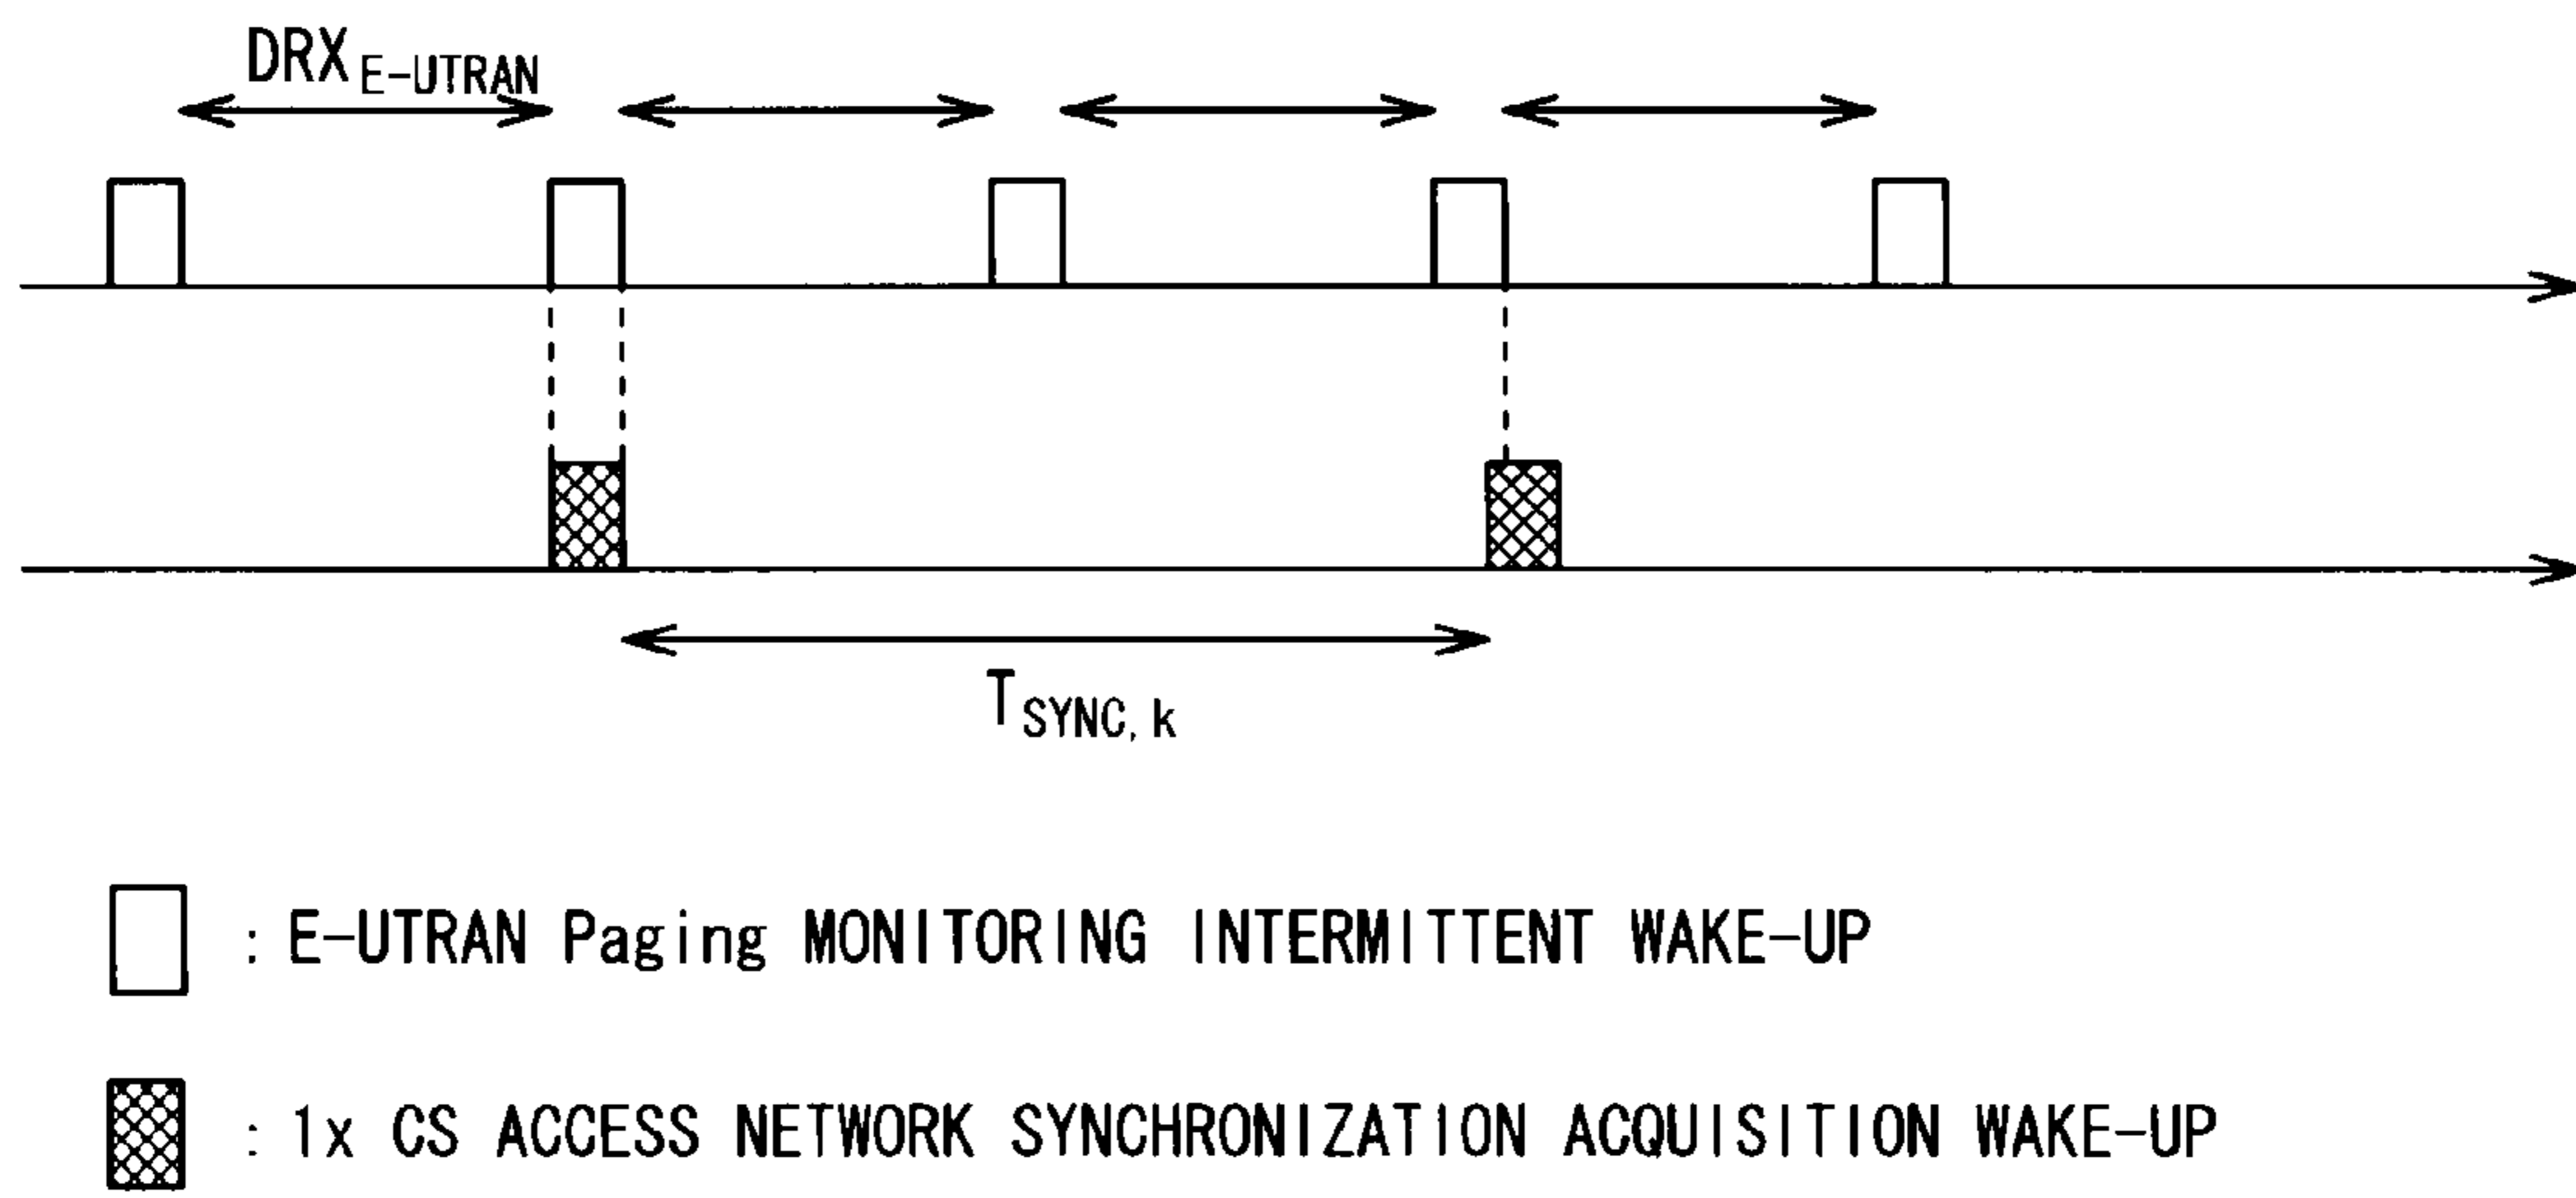 DRX E-UTRAN
T SYNC, k
: E-UTRAN Paging MONITORING INTERMITTENT WAKE-UP
: 1x CS ACCESS NETWORK SYNCHRONIZATION ACQUISITION WAKE-UP